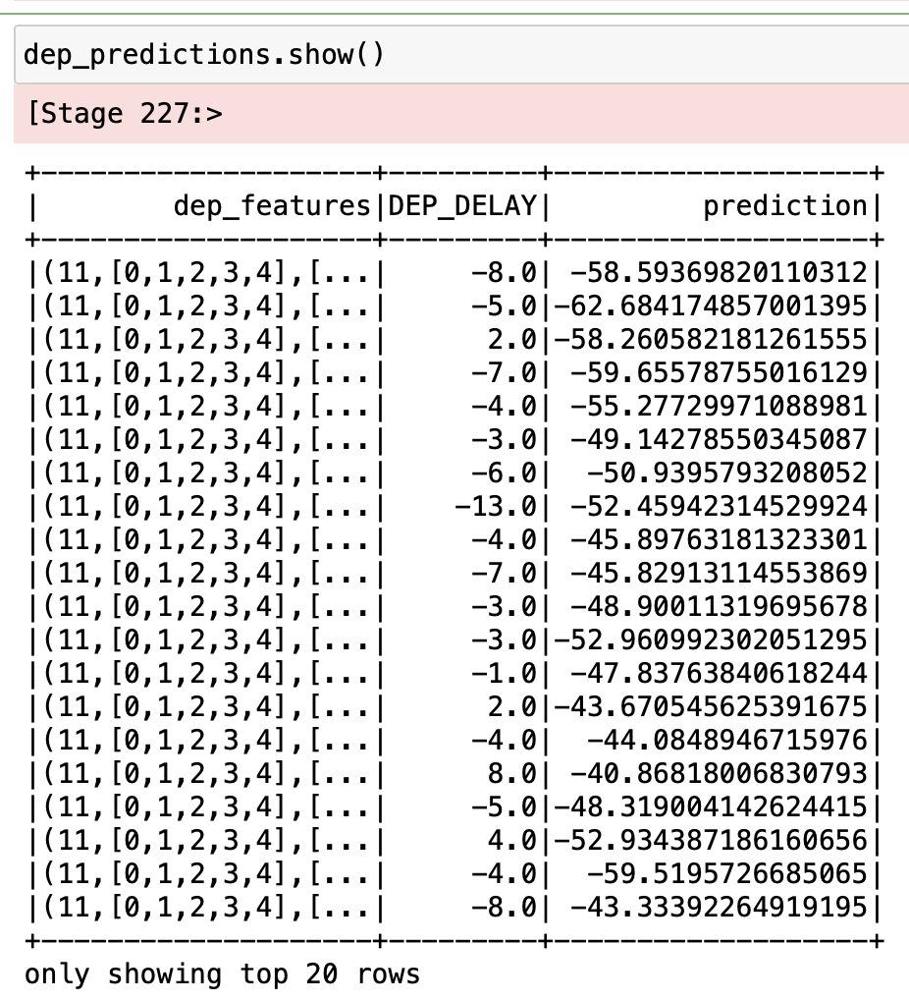 dep_predictions.show()
[Stage 227:>
+--------------------+---------+-------------------+
|        dep_features|DEP_DELAY|         prediction|
+--------------------+---------+-------------------+
|(11,[0,1,2,3,4],[...|     -8.0| -58.59369820110312|
|(11,[0,1,2,3,4],[...|     -5.0|-62.684174857001395|
|(11,[0,1,2,3,4],[...|      2.0|-58.260582181261555|
|(11,[0,1,2,3,4],[...|     -7.0| -59.65578755016129|
|(11,[0,1,2,3,4],[...|     -4.0| -55.27729971088981|
|(11,[0,1,2,3,4],[...|     -3.0| -49.14278550345087|
|(11,[0,1,2,3,4],[...|     -6.0|  -50.9395793208052|
|(11,[0,1,2,3,4],[...|    -13.0| -52.45942314529924|
|(11,[0,1,2,3,4],[...|     -4.0| -45.89763181323301|
|(11,[0,1,2,3,4],[...|     -7.0| -45.82913114553869|
|(11,[0,1,2,3,4],[...|     -3.0| -48.90011319695678|
|(11,[0,1,2,3,4],[...|     -3.0|-52.960992302051295|
|(11,[0,1,2,3,4],[...|     -1.0| -47.83763840618244|
|(11,[0,1,2,3,4],[...|      2.0|-43.670545625391675|
|(11,[0,1,2,3,4],[...|     -4.0|  -44.0848946715976|
|(11,[0,1,2,3,4],[...|      8.0| -40.86818006830793|
|(11,[0,1,2,3,4],[...|     -5.0|-48.319004142624415|
|(11,[0,1,2,3,4],[...|      4.0|-52.934387186160656|
|(11,[0,1,2,3,4],[...|     -4.0|  -59.5195726685065|
|(11,[0,1,2,3,4],[...|     -8.0| -43.33392264919195|
+--------------------+---------+-------------------+
only showing top 20 rows